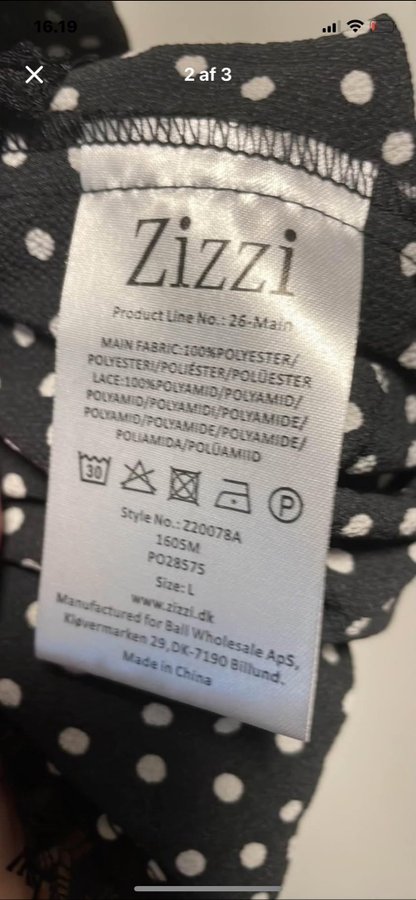 16.19
2 af 3
Zizzi
Product Line No.: 26-Main
MAIN FABRIC:100%POLYESTER/
POLYESTERI/POLIÉSTER/POLÜESTER
LACE:100%POLYAMID/POLYAMID/
POLYAMID/POLYAMIDI/POLYAMIDE/
POLYAMID/POLYAMIDE/POLYAMIDE/
POLIAMIDA/POLÜAMIID
30 P
Style No.: Z20078A
1605M
PO28575
Size: L
www.zizzi.dk
Manufactured for Ball Wholesale ApS,
Kløvermarken 29,DK-7190 Billund.
Made in China